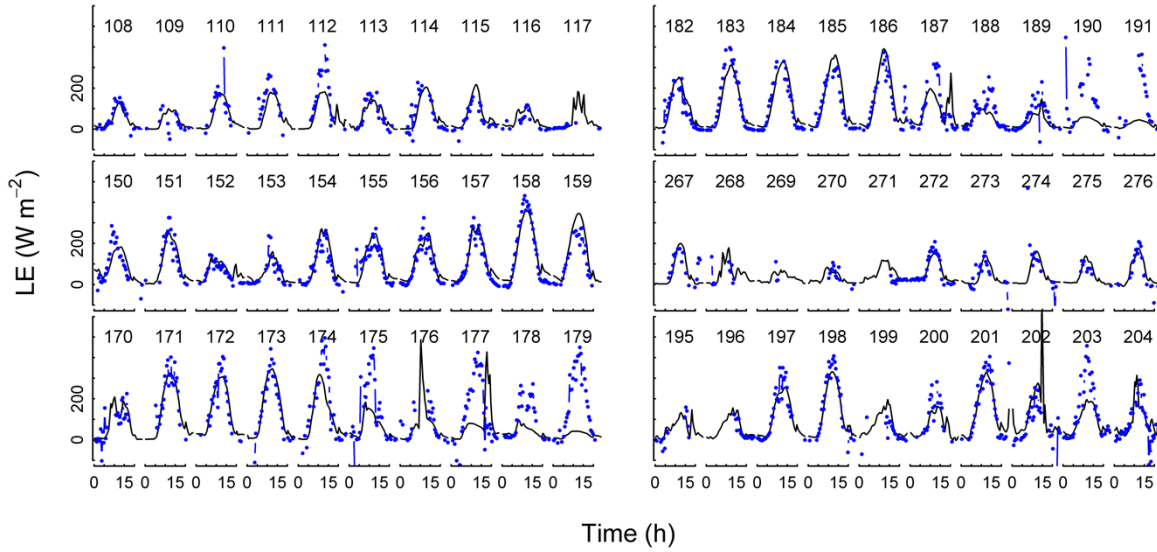 108 109 110 111 112 113 114 115 116 117
182 183 184 185 186 187 188 189 190 191
0 200
150 151 152 153 154 155 156 157 158 159
267 268 269 270 271 272 273 274 275 276
0 200
170 171 172 173 174 175 176 177 178 179
195 196 197 198 199 200 201 202 203 204
0 200
LE (W m⁻²)
0 15 0 15 0 15 0 15 0 15 0 15 0 15 0 15 0 15 0 15
0 15 0 15 0 15 0 15 0 15 0 15 0 15 0 15 0 15 0 15
Time (h)